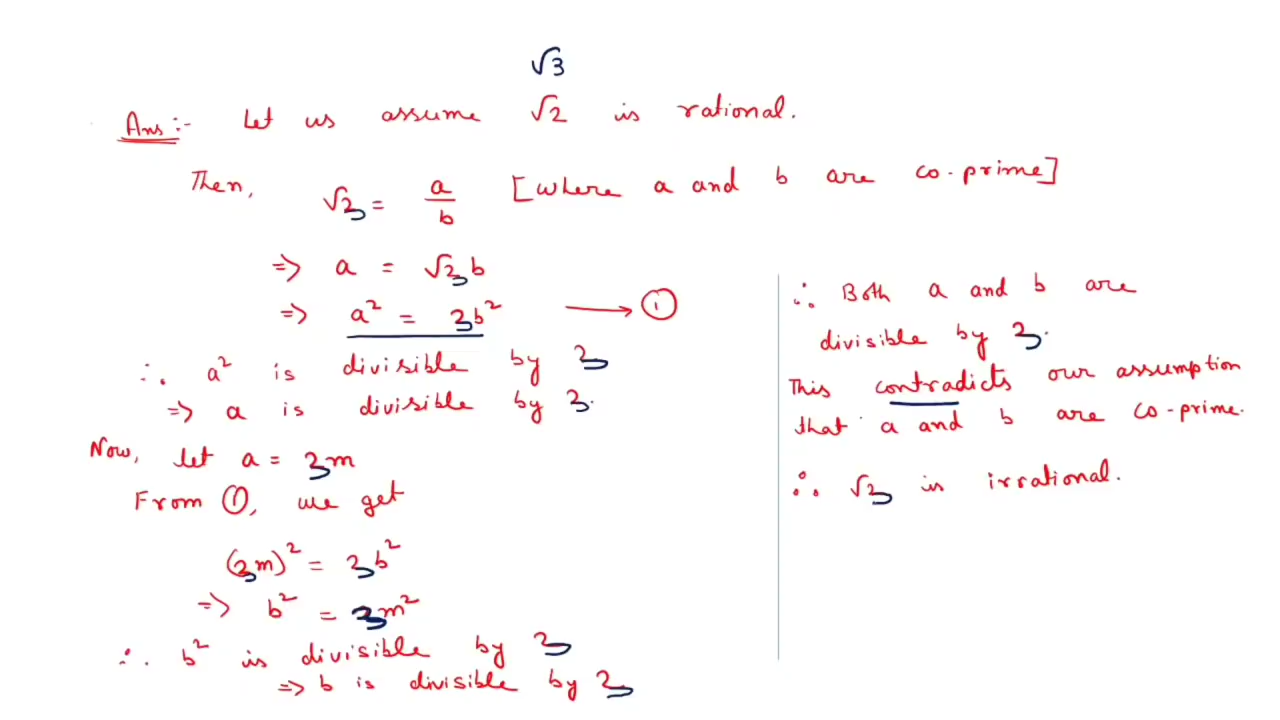 √3
Ans :- Let us assume √2 is rational.
Then, √3 = a/b [where a and b are co-prime]
=> a = √3b
=> a² = 3b² ⟶ ①
∴ a² is divisible by 3
=> a is divisible by 3.
Now, let a = 3m
From ①, we get
(3m)² = 3b²
=> b² = 3m²
∴ b² is divisible by 3
=> b is divisible by 3
∴ Both a and b are
divisible by 3.
This contradicts our assumption
that a and b are co-prime.
∴ √3 is irrational.